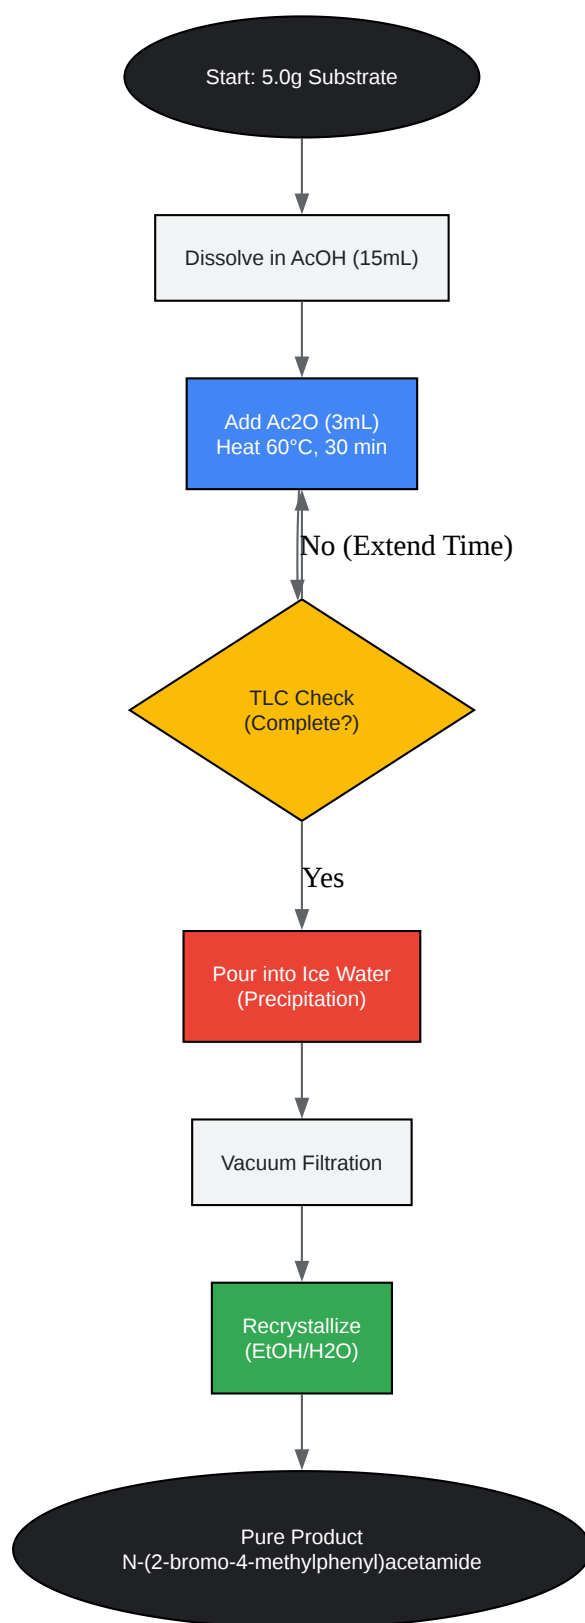 Start: 5.0g Substrate
Dissolve in AcOH (15mL)
Add Ac2O (3mL)
Heat 60°C, 30 min
No (Extend Time)
TLC Check
(Complete?)
Yes
Pour into Ice Water
(Precipitation)
Vacuum Filtration
Recrystallize
(EtOH/H2O)
Pure Product
N-(2-bromo-4-methylphenyl)acetamide